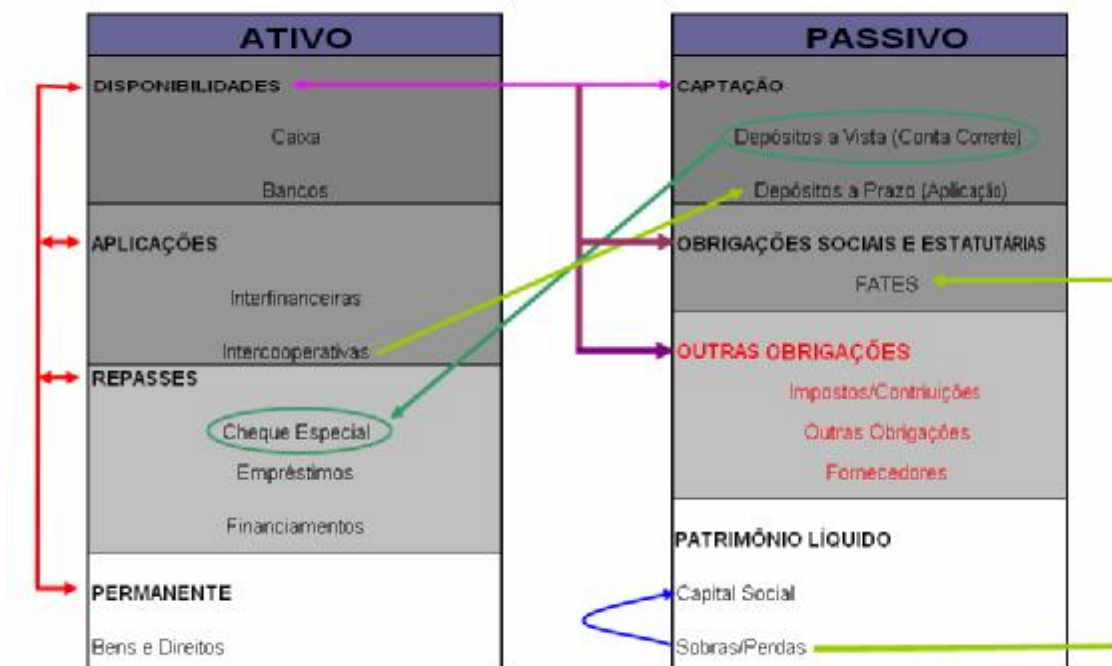 ATIVO
DISPONIBILIDADES
Caixa
Bancos
APLICAÇÕES
Interfinanceiras
Intercooperativas
REPASSES
Cheque Especial
Empréstimos
Financiamentos
PERMANENTE
Bens e Direitos
PASSIVO
CAPTAÇÃO
Depósitos a Vista (Conta Corrente)
Depósitos a Prazo (Aplicação)
OBRIGAÇÕES SOCIAIS E ESTATUTÁRIAS
FATES
OUTRAS OBRIGAÇÕES
Impostos/Contriuições
Outras Obrigações
Fornecedores
PATRIMÔNIO LÍQUIDO
Capital Social
Sobras/Perdas